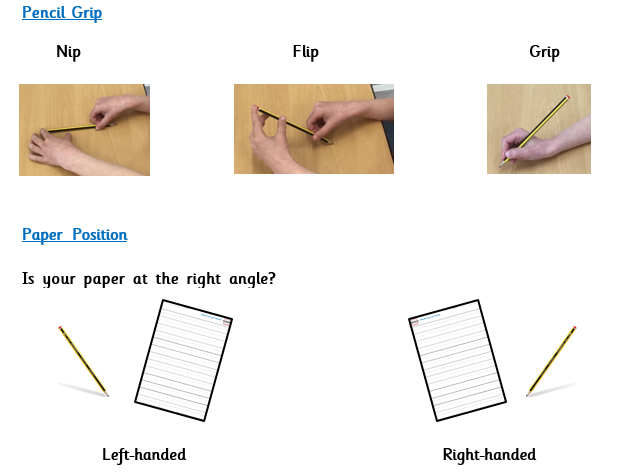 Pencil Grip
Nip Flip Grip
Paper Position
Is your paper at the right angle?
Left-handed Right-handed